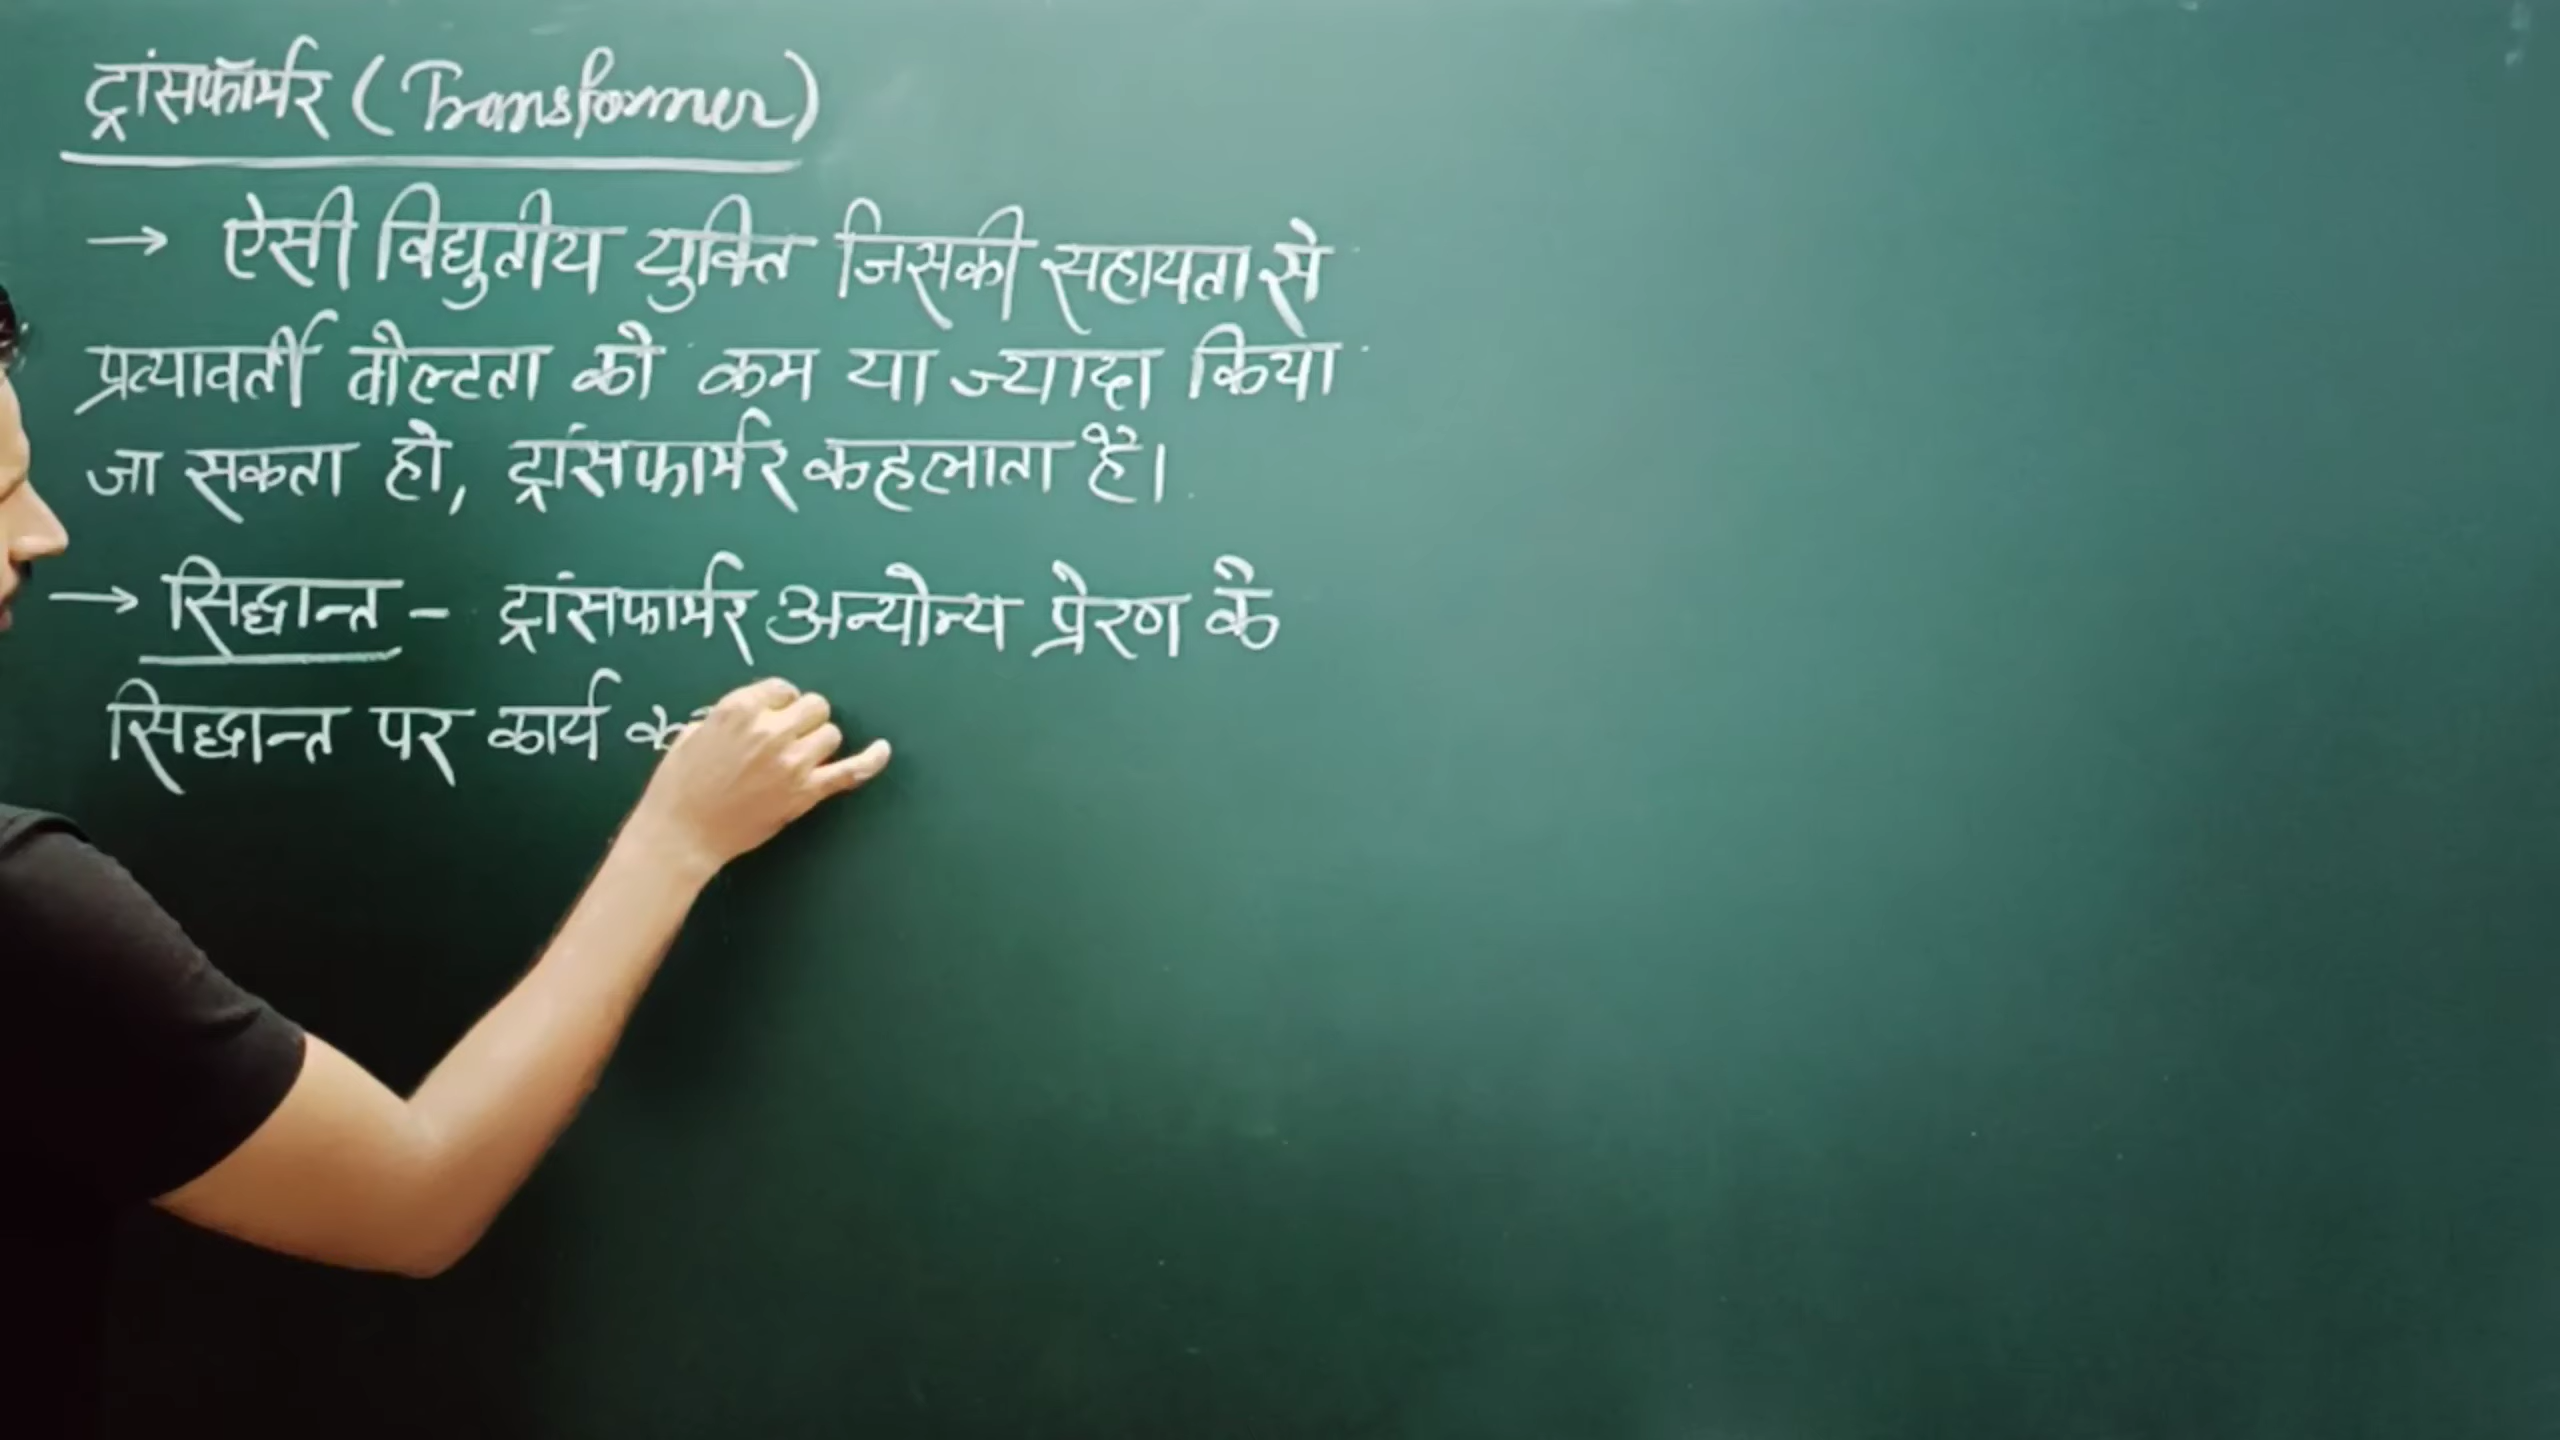 ट्रांसफॉर्मर (Transformer)
→ ऐसी विद्युतीय युक्ति जिसकी सहायता से
प्रत्यावर्ती वोल्टता को कम या ज्यादा किया
जा सकता हो, ट्रांसफार्मर कहलाता है।
→ सिद्धान्त - ट्रांसफार्मर अन्योन्य प्रेरण के
सिद्धान्त पर कार्य